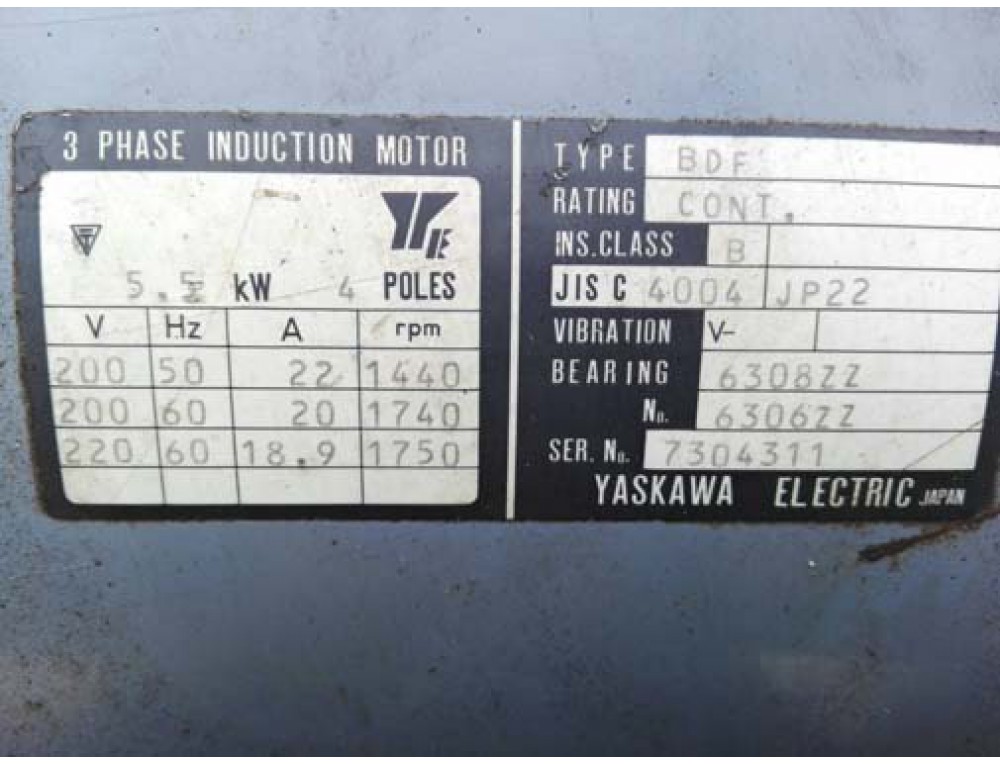 3 PHASE INDUCTION MOTOR
5.5 kW 4 POLES
V Hz A rpm
200 50 22 1440
200 60 20 1740
220 60 18.9 1750
TYPE BDF
RATING CONT.
INS.CLASS B
JIS C 4004 JP22
VIBRATION V-
BEARING 6308ZZ
No. 6306ZZ
SER. No. 7304311
YASKAWA ELECTRIC JAPAN